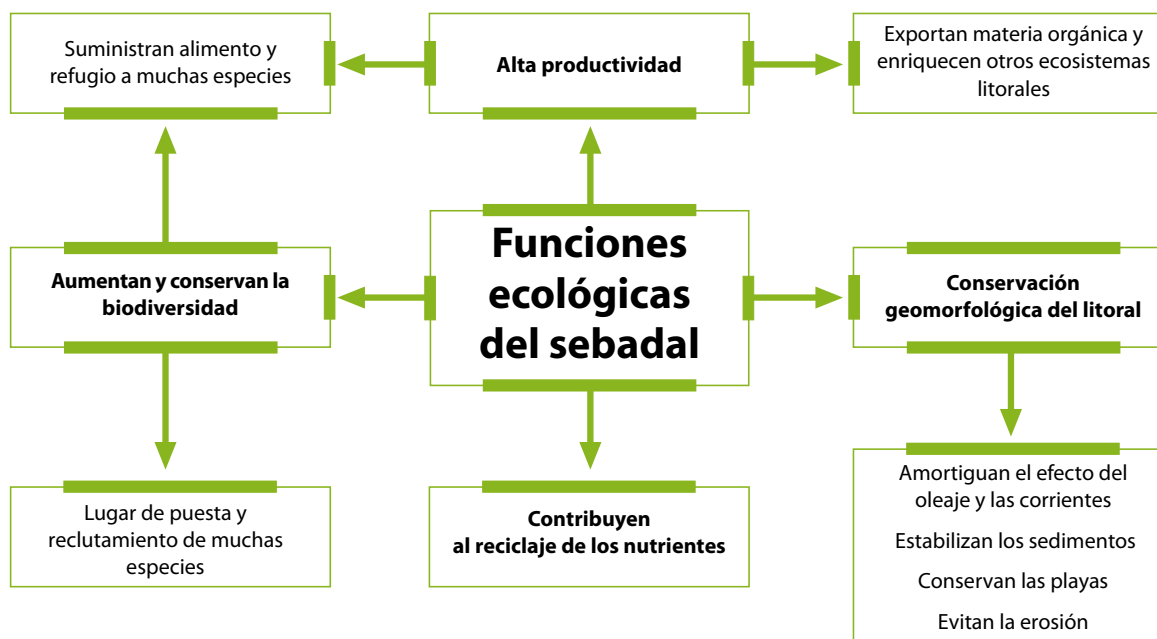 Suministran alimento y
refugio a muchas especies
Alta productividad
Exportan materia orgánica y
enriquecen otros ecosistemas
litorales
Aumentan y conservan la
biodiversidad
Funciones
ecológicas
del sebadal
Conservación
geomorfológica del litoral
Lugar de puesta y
reclutamiento de muchas
especies
Contribuyen
al reciclaje de los nutrientes
Amortiguan el efecto del
oleaje y las corrientes
Estabilizan los sedimentos
Conservan las playas
Evitan la erosión